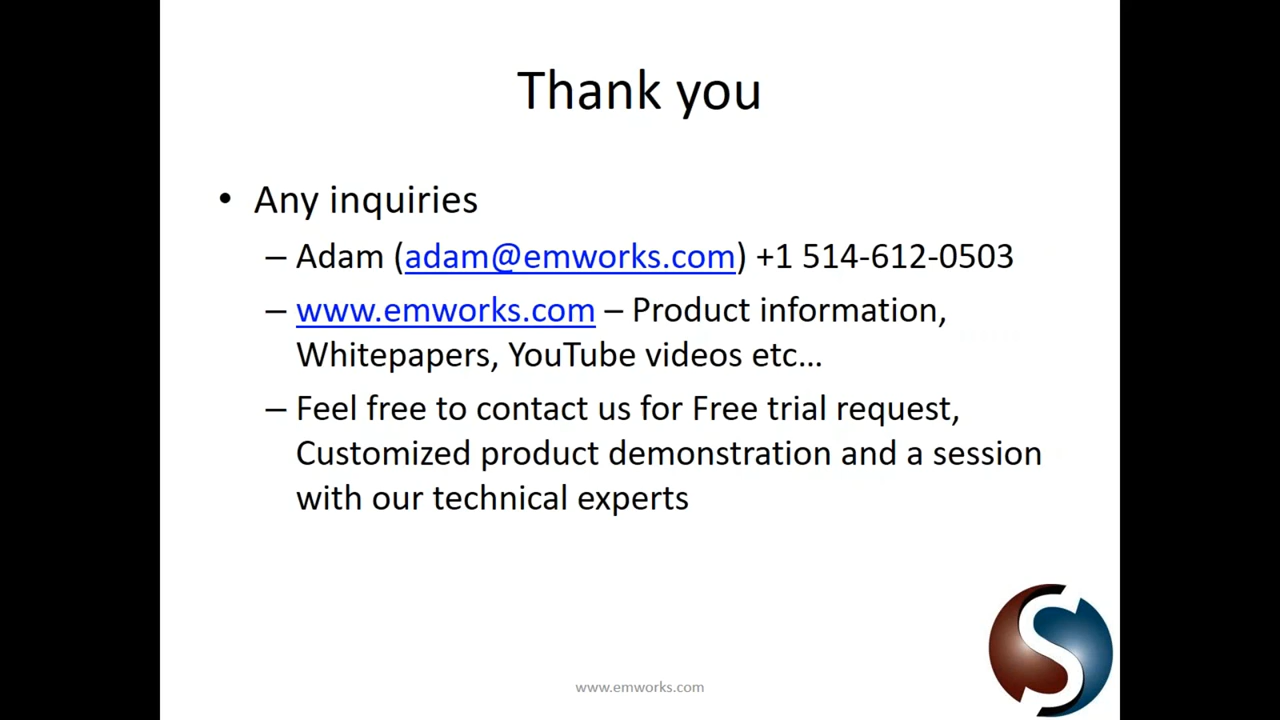 Thank you
• Any inquiries
– Adam (adam@emworks.com) +1 514-612-0503
– www.emworks.com – Product information,
Whitepapers, YouTube videos etc...
– Feel free to contact us for Free trial request,
Customized product demonstration and a session
with our technical experts
S
www.emworks.com